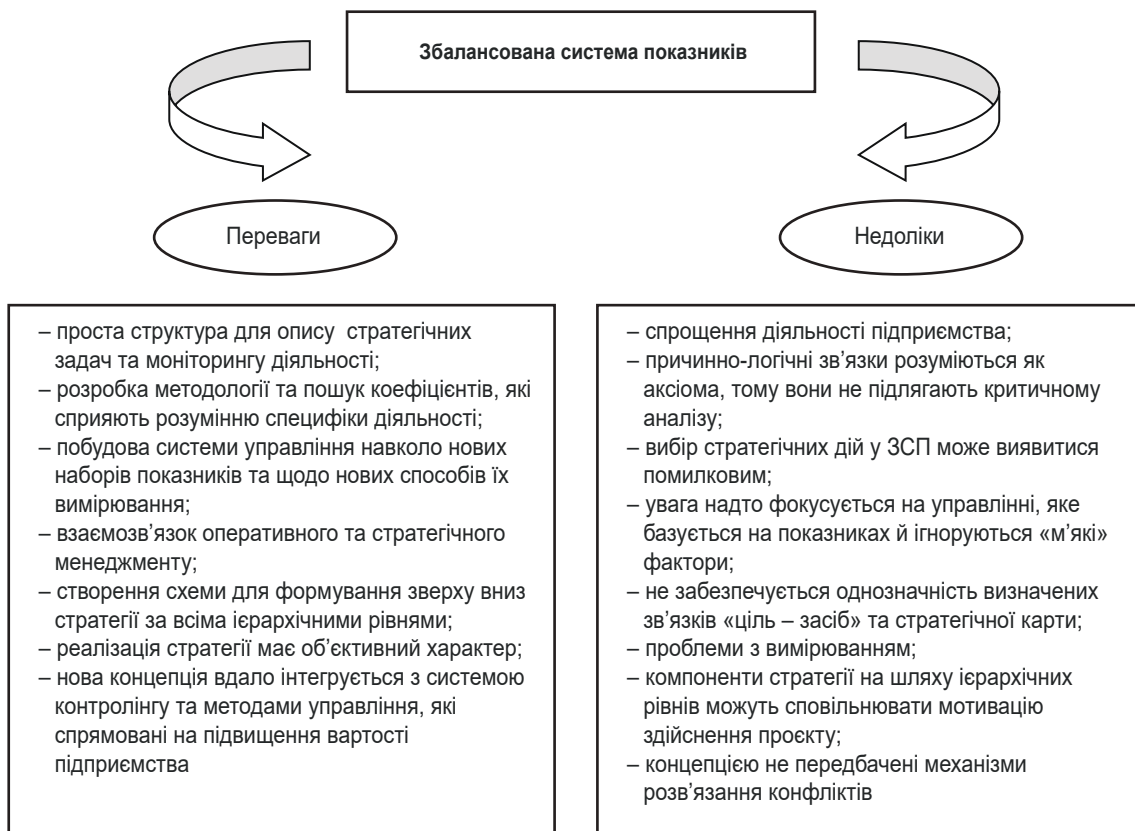 Збалансована система показників
Переваги
Недоліки
– проста структура для опису стратегічних
задач та моніторингу діяльності;
– розробка методології та пошук коефіцієнтів, які
сприяють розумінню специфіки діяльності;
– побудова системи управління навколо нових
наборів показників та щодо нових способів їх
вимірювання;
– взаємозв’язок оперативного та стратегічного
менеджменту;
– створення схеми для формування зверху вниз
стратегії за всіма ієрархічними рівнями;
– реалізація стратегії має об’єктивний характер;
– нова концепція вдало інтегрується з системою
контролінгу та методами управління, які
спрямовані на підвищення вартості
підприємства
– спрощення діяльності підприємства;
– причинно-логічні зв’язки розуміються як
аксіома, тому вони не підлягають критичному
аналізу;
– вибір стратегічних дій у ЗСП може виявитися
помилковим;
– увага надто фокусується на управлінні, яке
базується на показниках й ігноруються «м’які»
фактори;
– не забезпечується однозначність визначених
зв’язків «ціль – засіб» та стратегічної карти;
– проблеми з вимірюванням;
– компоненти стратегії на шляху ієрархічних
рівнів можуть сповільнювати мотивацію
здійснення проєкту;
– концепцією не передбачені механізми
розв’язання конфліктів